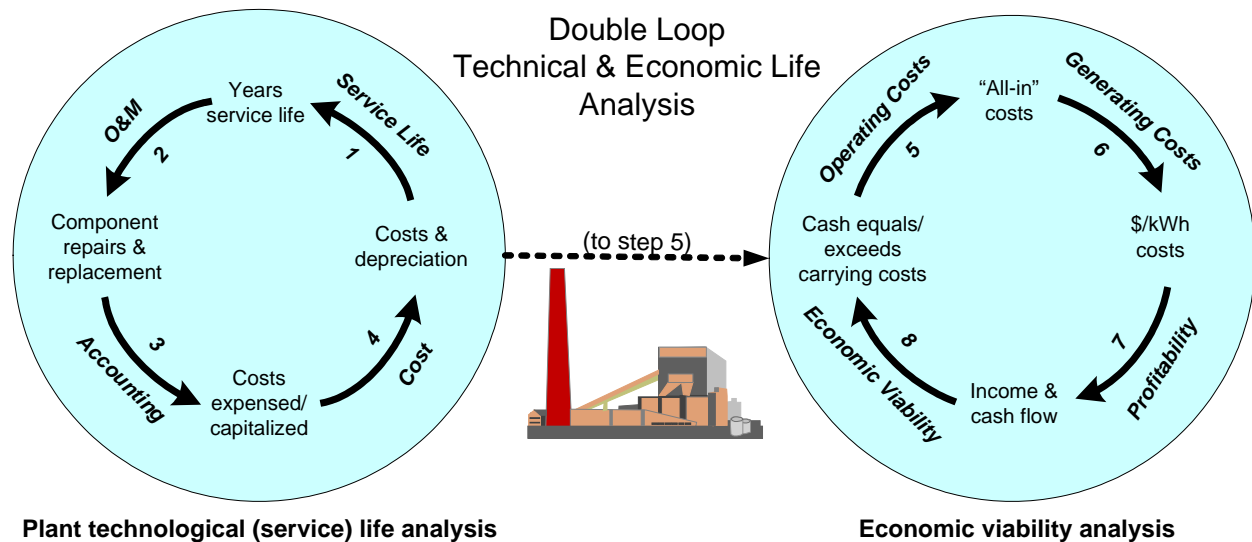 Double Loop
Technical & Economic Life
Analysis
Years
service life
Service Life
1
O&M
2
Component
repairs &
replacement
Accounting
3
Costs
expensed/
capitalized
Cost
4
Costs &
depreciation
(to step 5)
Operating Costs
5
“All-in”
costs
Generating Costs
6
$/kWh
costs
Profitability
7
Income &
cash flow
Economic Viability
8
Cash equals/
exceeds
carrying costs
Plant technological (service) life analysis
Economic viability analysis